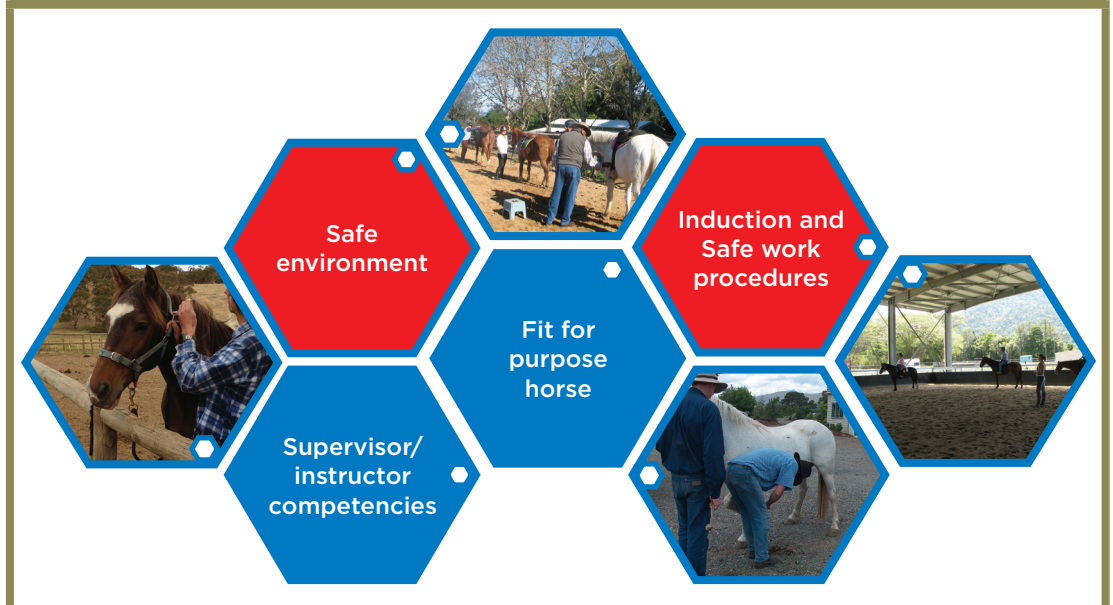 Safe
environment
Induction and
Safe work
procedures
Fit for
purpose
horse
Supervisor/
instructor
competencies